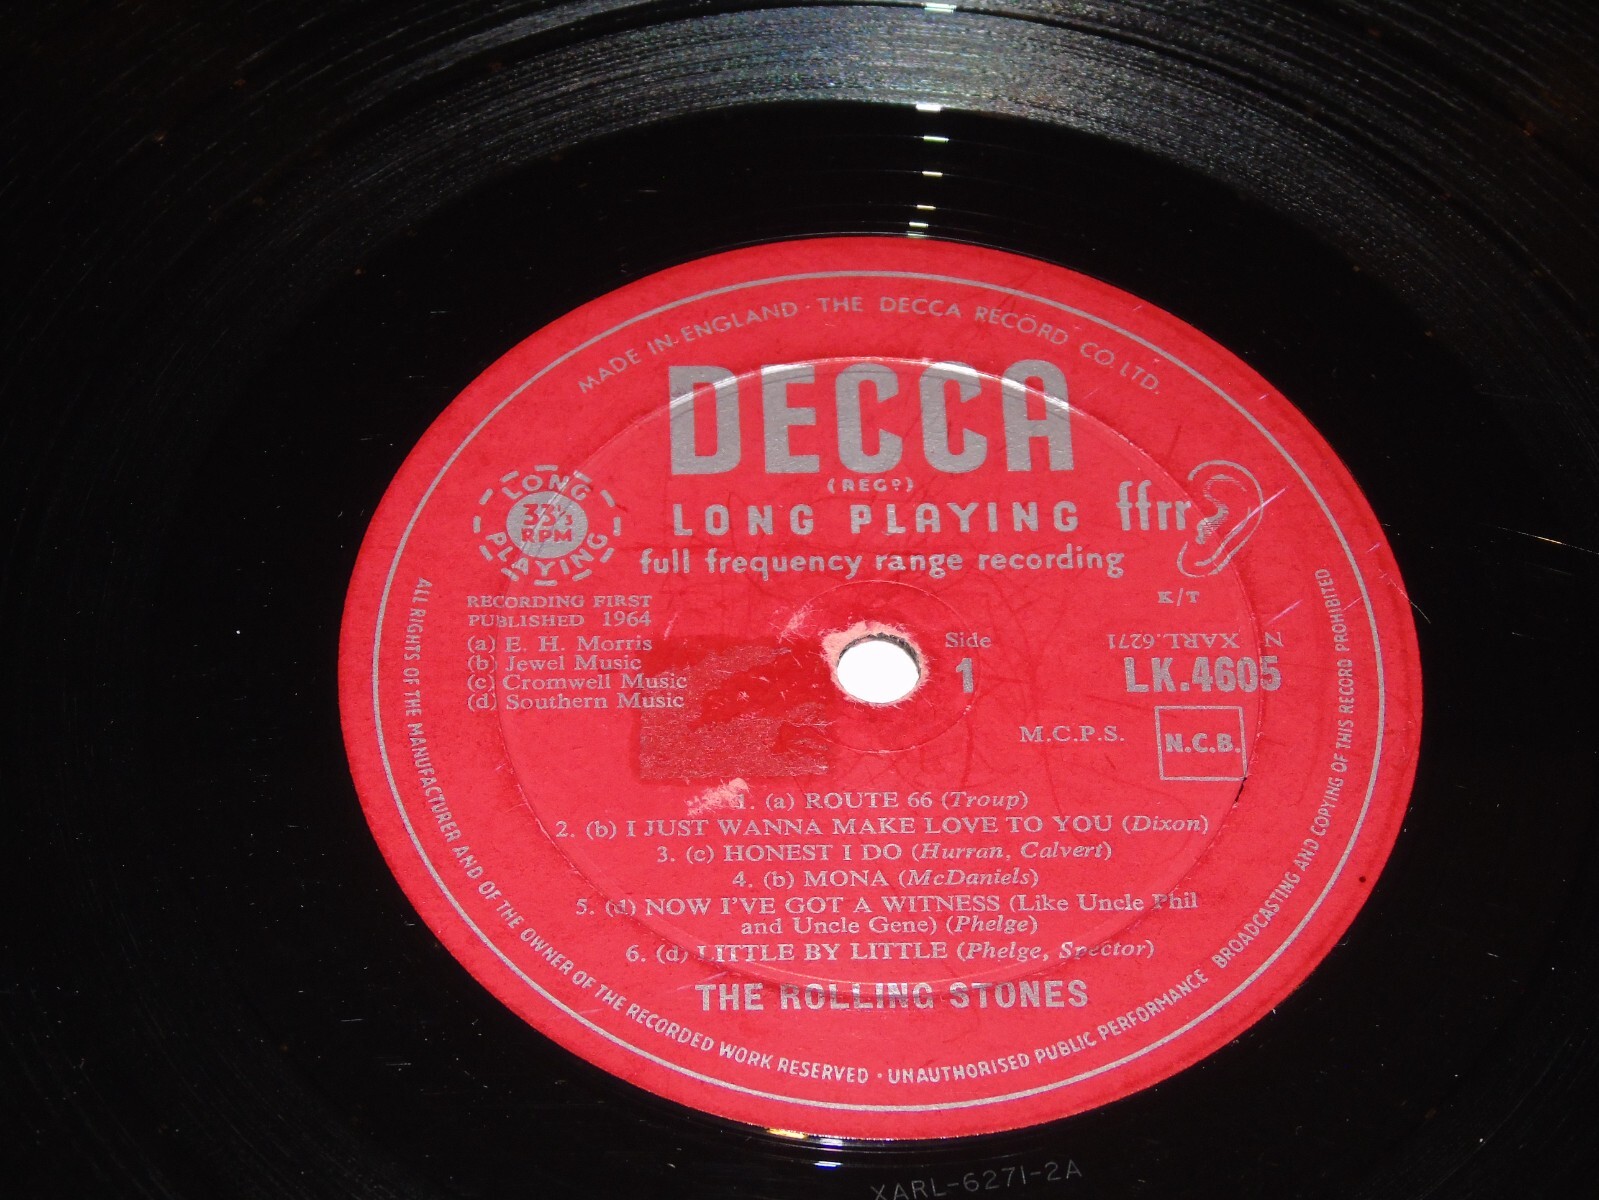 MADE IN ENGLAND · THE DECCA RECORD CO. LTD.
DECCA
(REGD)
LONG PLAYING
33⅓
RPM
LONG PLAYING
ffrr
full frequency range recording
K/T
RECORDING FIRST
PUBLISHED 1964
(a) E. H. Morris
(b) Jewel Music
(c) Cromwell Music
(d) Southern Music
Side
1
N XARL.6271
LK.4605
M.C.P.S.
N.C.B.
1. (a) ROUTE 66 (Troup)
2. (b) I JUST WANNA MAKE LOVE TO YOU (Dixon)
3. (c) HONEST I DO (Hurran, Calvert)
4. (b) MONA (McDaniels)
5. (d) NOW I'VE GOT A WITNESS (Like Uncle Phil
and Uncle Gene) (Phelge)
6. (d) LITTLE BY LITTLE (Phelge, Spector)
THE ROLLING STONES
ALL RIGHTS OF THE MANUFACTURER AND OF THE OWNER OF THE RECORDED WORK RESERVED · UNAUTHORISED PUBLIC PERFORMANCE BROADCASTING AND COPYING OF THIS RECORD PROHIBITED
XARL-6271-2A